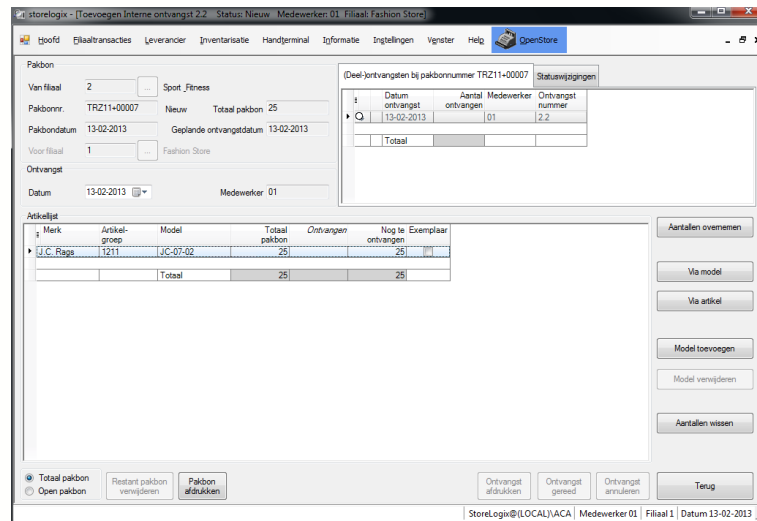 storelogix - [Toevoegen Interne ontvangst 2.2 Status: Nieuw Medewerker: 01 Filiaal: Fashion Store]
Hoofd Filiaaltransacties Leverancier Inventarisatie Handterminal Informatie Instellingen Venster Help OpenStore
Pakbon
Van filiaal 2 ... Sport _Fitness
Pakbonnr. TRZ11+00007 Nieuw Totaal pakbon 25
Pakbondatum 13-02-2013 Geplande ontvangstdatum 13-02-2013
Voor filiaal 1 ... Fashion Store
Ontvangst
Datum 13-02-2013 Medewerker 01
(Deel-)ontvangsten bij pakbonnummer TRZ11+00007 Statuswijzigingen
Datum ontvangst Aantal ontvangen Medewerker Ontvangst nummer
13-02-2013 01 2.2
Totaal
Artikellijst
Merk Artikel-groep Model Totaal pakbon Ontvangen Nog te ontvangen Exemplaar
J.C. Rags 1211 JC-07-02 25 25
Totaal 25 25
Aantallen overnemen
Via model
Via artikel
Model toevoegen
Model verwijderen
Aantallen wissen
Totaal pakbon
Open pakbon
Restant pakbon verwijderen
Pakbon afdrukken
Ontvangst afdrukken
Ontvangst gereed
Ontvangst annuleren
Terug
StoreLogix@(LOCAL)\ACA Medewerker 01 Filiaal 1 Datum 13-02-2013